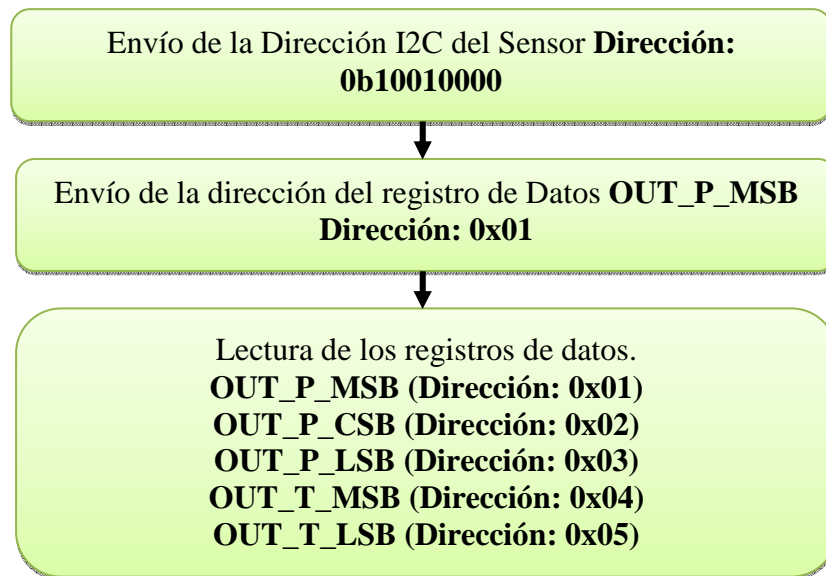 Envío de la Dirección I2C del Sensor Dirección:
0b10010000
Envío de la dirección del registro de Datos OUT_P_MSB
Dirección: 0x01
Lectura de los registros de datos.
OUT_P_MSB (Dirección: 0x01)
OUT_P_CSB (Dirección: 0x02)
OUT_P_LSB (Dirección: 0x03)
OUT_T_MSB (Dirección: 0x04)
OUT_T_LSB (Dirección: 0x05)